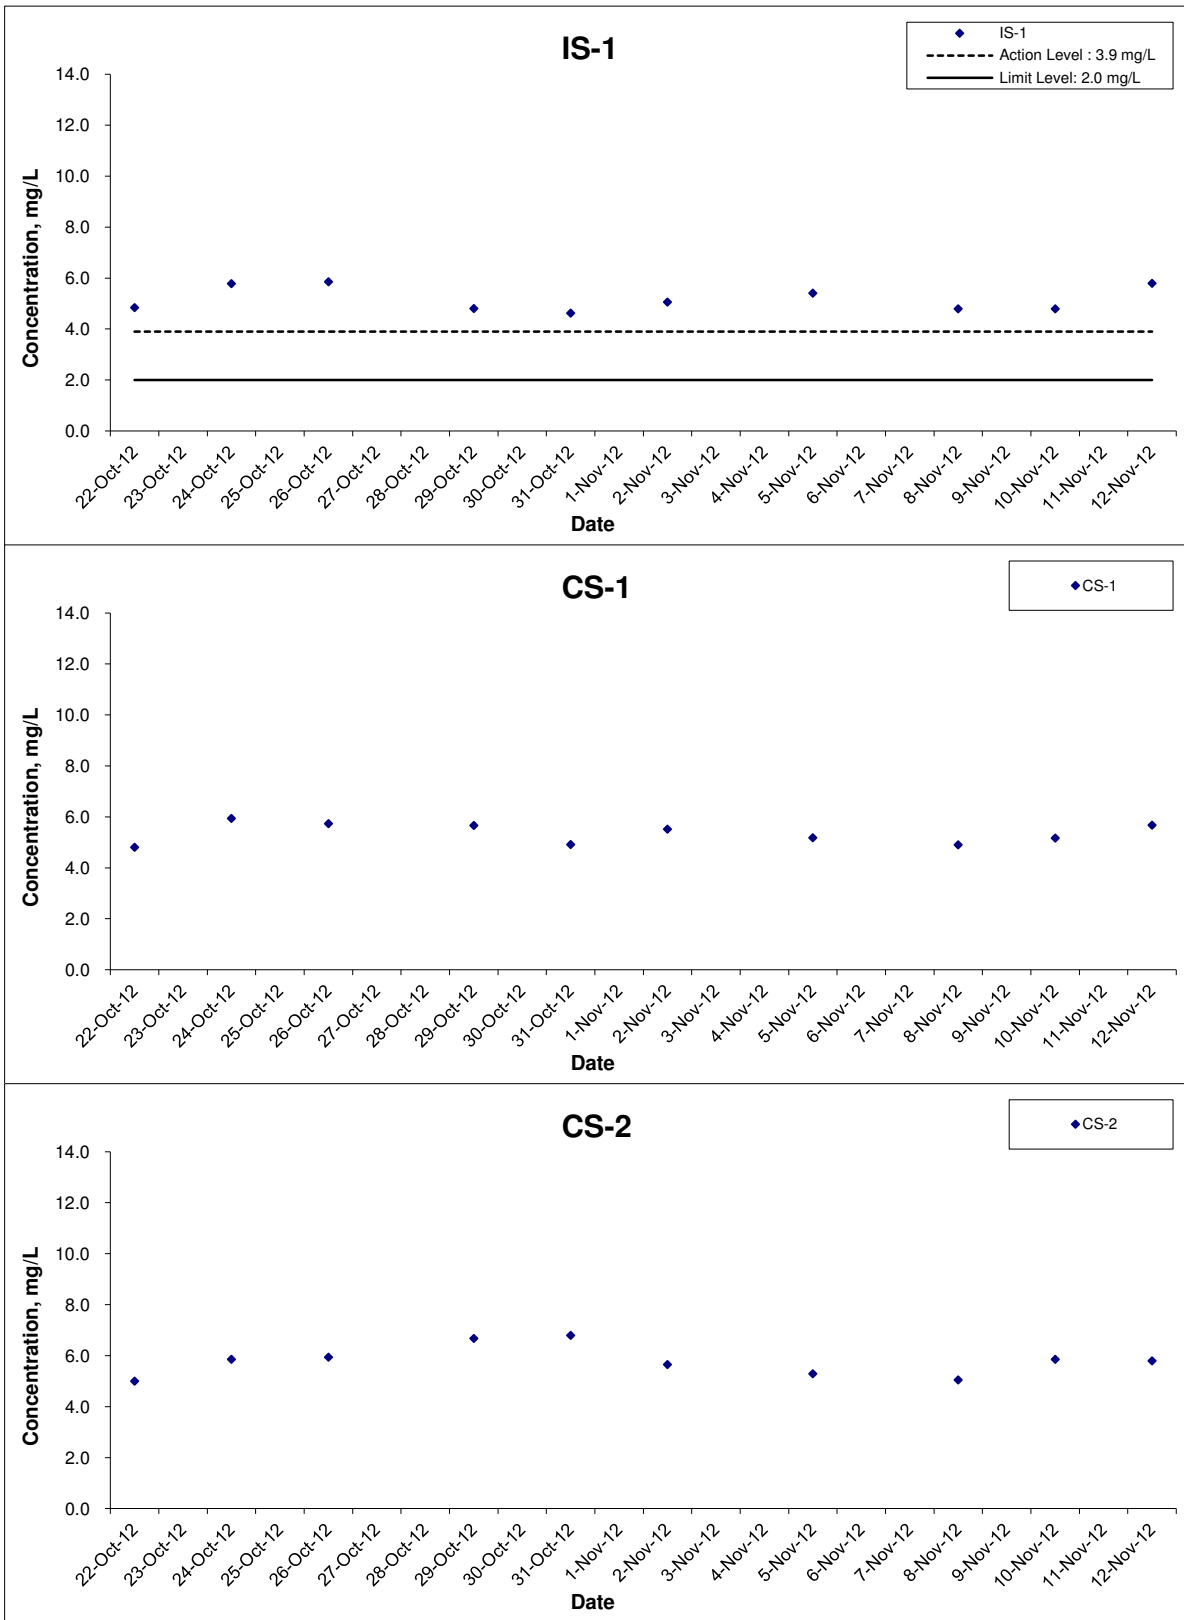 IS-1
IS-1
Action Level : 3.9 mg/L
Limit Level: 2.0 mg/L
Concentration, mg/L
14.0
12.0
10.0
8.0
6.0
4.0
2.0
0.0
22-Oct-12
23-Oct-12
24-Oct-12
25-Oct-12
26-Oct-12
27-Oct-12
28-Oct-12
29-Oct-12
30-Oct-12
31-Oct-12
1-Nov-12
2-Nov-12
3-Nov-12
4-Nov-12
5-Nov-12
6-Nov-12
7-Nov-12
8-Nov-12
9-Nov-12
10-Nov-12
11-Nov-12
12-Nov-12
Date
CS-1
CS-1
Concentration, mg/L
14.0
12.0
10.0
8.0
6.0
4.0
2.0
0.0
22-Oct-12
23-Oct-12
24-Oct-12
25-Oct-12
26-Oct-12
27-Oct-12
28-Oct-12
29-Oct-12
30-Oct-12
31-Oct-12
1-Nov-12
2-Nov-12
3-Nov-12
4-Nov-12
5-Nov-12
6-Nov-12
7-Nov-12
8-Nov-12
9-Nov-12
10-Nov-12
11-Nov-12
12-Nov-12
Date
CS-2
CS-2
Concentration, mg/L
14.0
12.0
10.0
8.0
6.0
4.0
2.0
0.0
22-Oct-12
23-Oct-12
24-Oct-12
25-Oct-12
26-Oct-12
27-Oct-12
28-Oct-12
29-Oct-12
30-Oct-12
31-Oct-12
1-Nov-12
2-Nov-12
3-Nov-12
4-Nov-12
5-Nov-12
6-Nov-12
7-Nov-12
8-Nov-12
9-Nov-12
10-Nov-12
11-Nov-12
12-Nov-12
Date